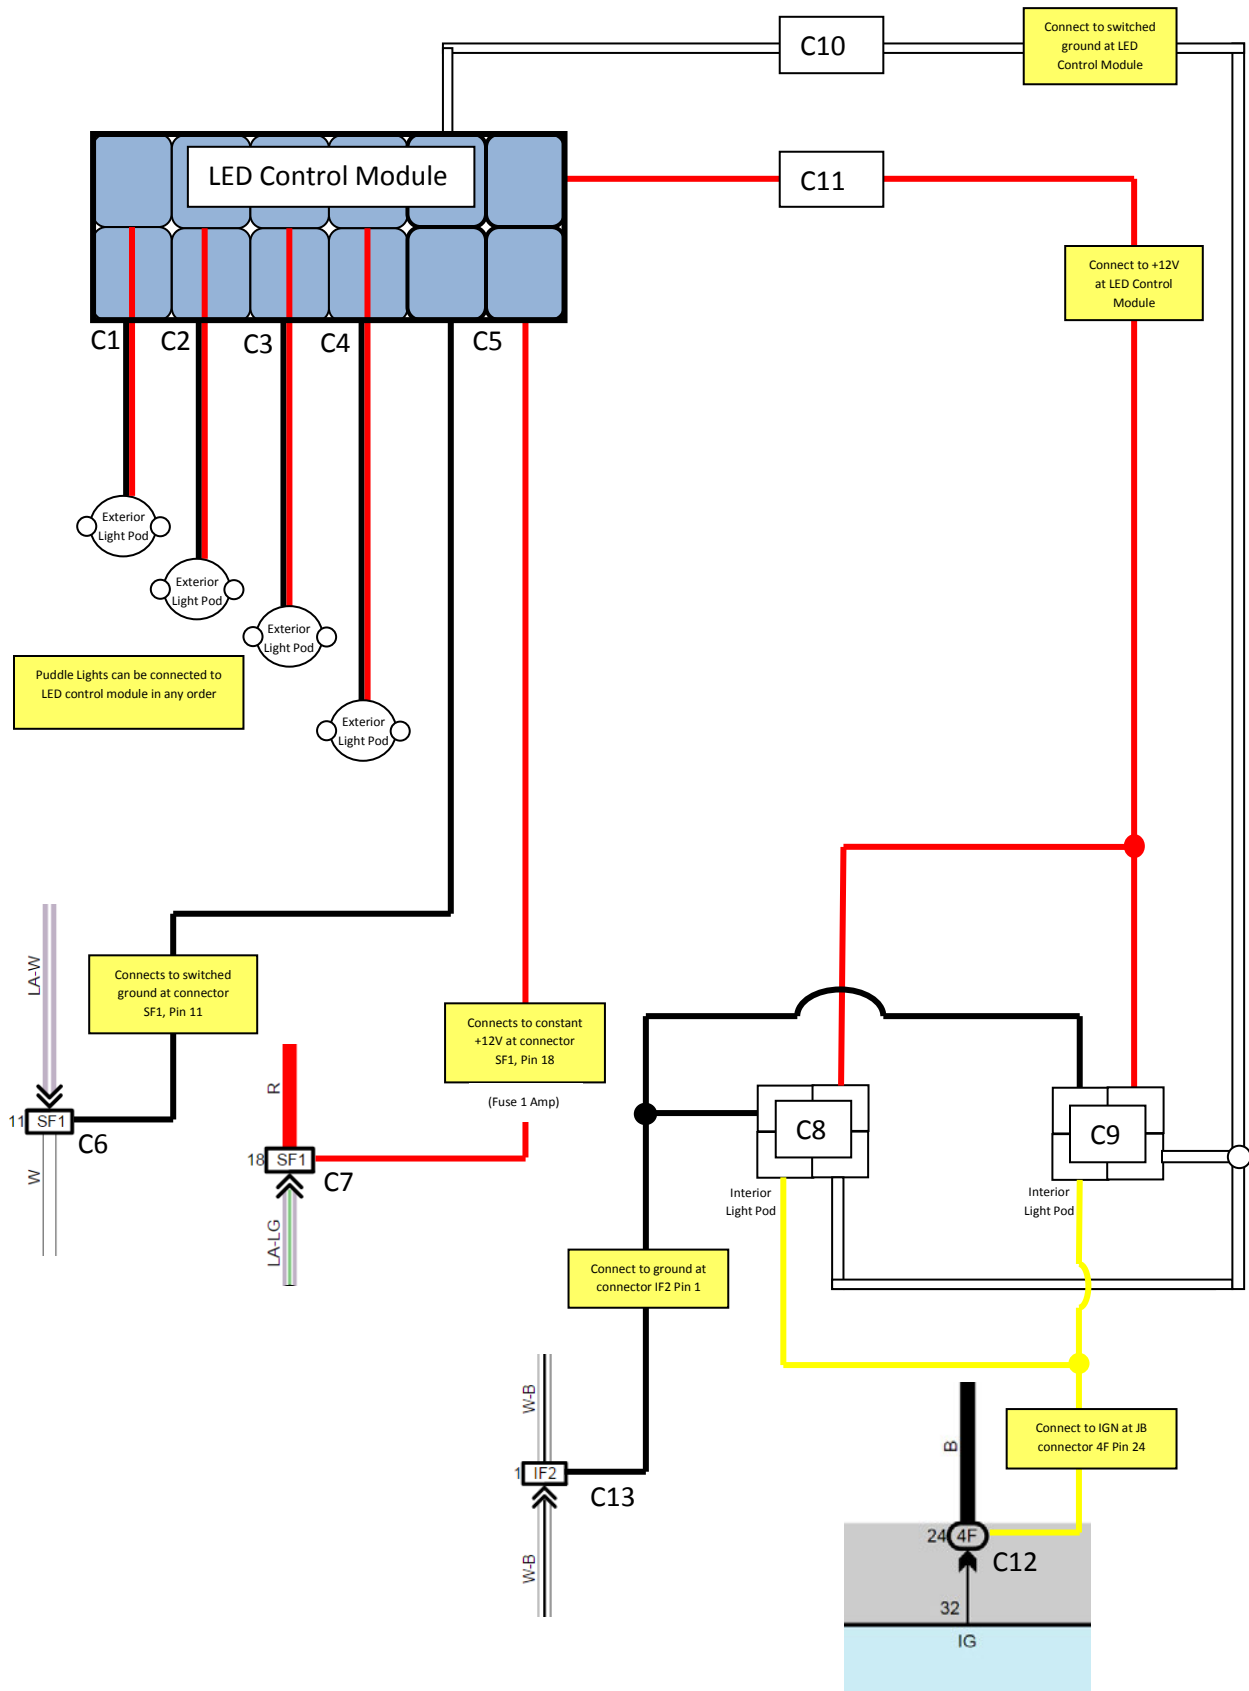 C10
Connect to switched
ground at LED
Control Module
LED Control Module
C11
Connect to +12V
at LED Control
Module
C1
C2
C3
C4
C5
Exterior
Light Pod
Exterior
Light Pod
Exterior
Light Pod
Exterior
Light Pod
Puddle Lights can be connected to
LED control module in any order
LA-W
Connects to switched
ground at connector
SF1, Pin 11
Connects to constant
+12V at connector
SF1, Pin 18
(Fuse 1 Amp)
R
11 SF1
C6
W
18 SF1
C7
LA-LG
C8
C9
Interior
Light Pod
Interior
Light Pod
Connect to ground at
connector IF2 Pin 1
W-B
1 IF2
C13
W-B
Connect to IGN at JB
connector 4F Pin 24
B
24 4F
C12
32
IG